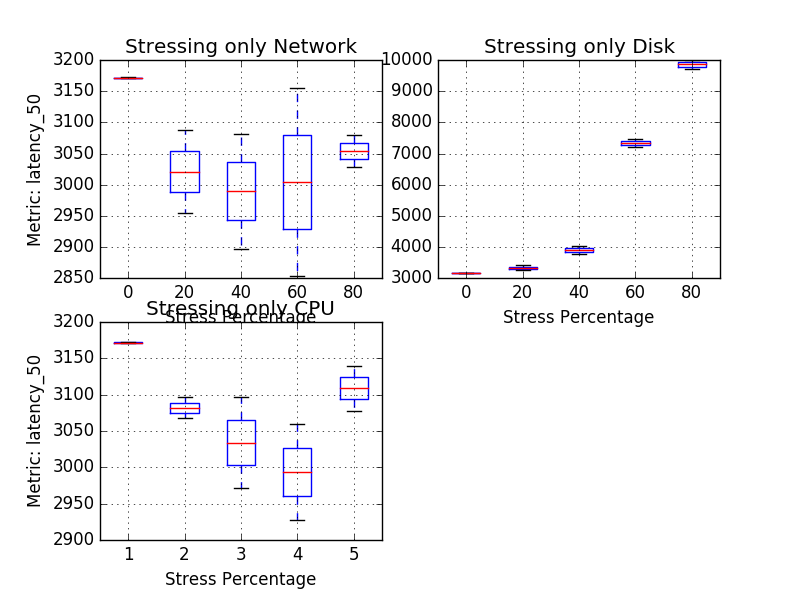 Stressing only Network
Metric: latency_50
3200
3150
3100
3050
3000
2950
2900
2850
0 20 40 60 80
Stress Percentage
Stressing only Disk
10000
9000
8000
7000
6000
5000
4000
3000
0 20 40 60 80
Stress Percentage
Stressing only CPU
Metric: latency_50
3200
3150
3100
3050
3000
2950
2900
1 2 3 4 5
Stress Percentage